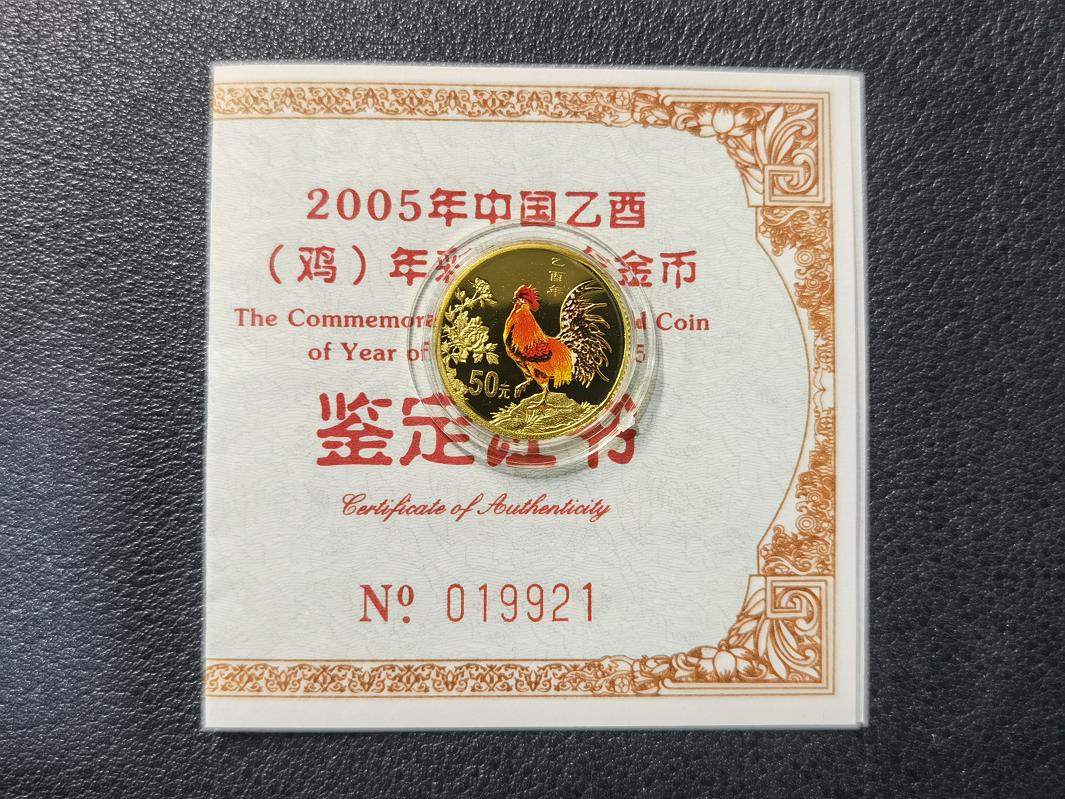 2005年中国乙酉
（鸡）年彩 金币
The Commemora d Coin
of Year of 5
鉴定证书
Certificate of Authenticity
Nº 019921
乙酉年
50元